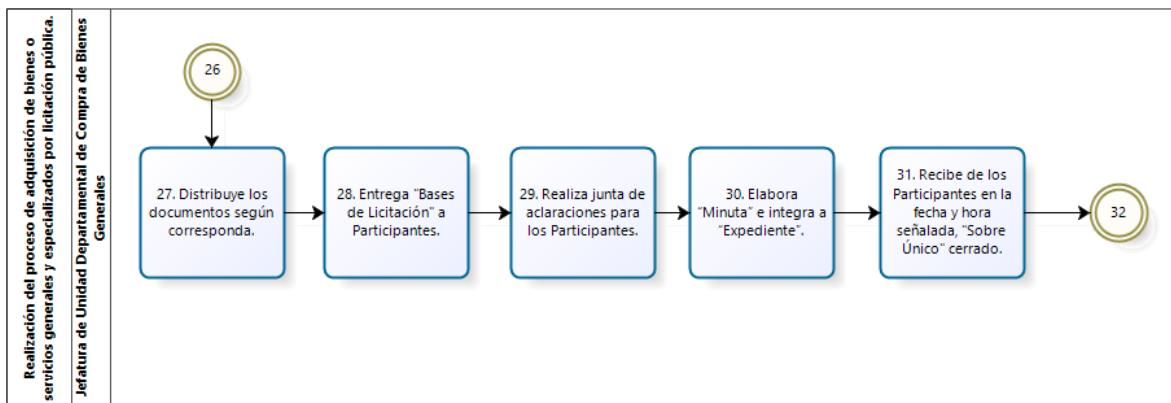 Realización del proceso de adquisición de bienes o
servicios generales y especializados por licitación pública.
Jefatura de Unidad Departamental de Compra de Bienes
Generales
26
27. Distribuye los
documentos según
corresponda.
28. Entrega "Bases
de Licitación" a
Participantes.
29. Realiza junta de
aclaraciones para
los Participantes.
30. Elabora
"Minuta" e integra a
"Expediente".
31. Recibe de los
Participantes en la
fecha y hora
señalada, "Sobre
Único" cerrado.
32